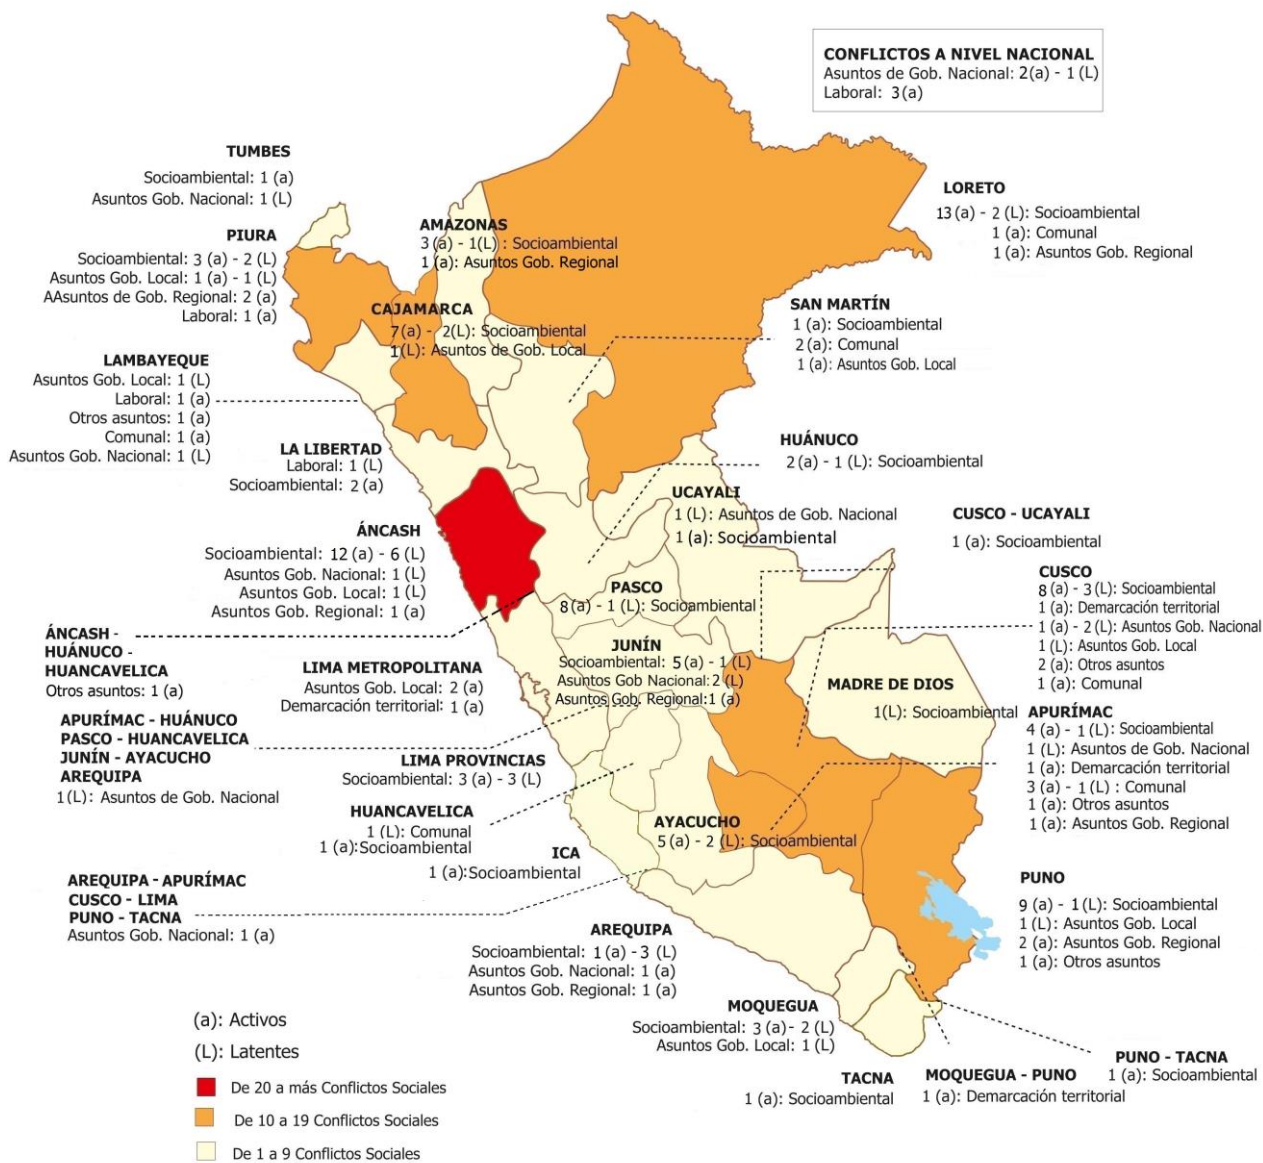 CONFLICTOS A NIVEL NACIONAL
Asuntos de Gob. Nacional: 2(a) - 1 (L)
Laboral: 3(a)
TUMBES
Socioambiental: 1 (a)
Asuntos Gob. Nacional: 1 (L)
PIURA
Socioambiental: 3 (a) - 2 (L)
Asuntos Gob. Local: 1 (a) - 1 (L)
AAsuntos de Gob. Regional: 2 (a)
Laboral: 1 (a)
AMAZONAS
3 (a) - 1(L) : Socioambiental
1 (a): Asuntos Gob. Regional
LORETO
13(a) - 2 (L): Socioambiental
1 (a): Comunal
1 (a): Asuntos Gob. Regional
CAJAMARCA
7(a) - 2(L): Socioambiental
1(L): Asuntos de Gob. Local
SAN MARTÍN
1 (a): Socioambiental
2(a): Comunal
1(a): Asuntos Gob. Local
LAMBAYEQUE
Asuntos Gob. Local: 1 (L)
Laboral: 1 (a)
Otros asuntos: 1 (a)
Comunal: 1 (a)
Asuntos Gob. Nacional: 1 (L)
LA LIBERTAD
Laboral: 1 (L)
Socioambiental: 2 (a)
HUÁNUCO
2(a) - 1 (L): Socioambiental
UCAYALI
1(L): Asuntos de Gob. Nacional
1(a): Socioambiental
CUSCO - UCAYALI
1 (a): Socioambiental
ÁNCASH
Socioambiental: 12 (a) - 6 (L)
Asuntos Gob. Nacional: 1 (L)
Asuntos Gob. Local: 1 (L)
Asuntos Gob. Regional: 1 (a)
CUSCO
8(a) - 3(L): Socioambiental
1(a): Demarcación territorial
1(a) - 2(L): Asuntos Gob. Nacional
1(L): Asuntos Gob. Local
2(a): Otros asuntos
1(a): Comunal
PASCO
8(a) - 1 (L): Socioambiental
ÁNCASH -
HUÁNUCO -
HUANCAVELICA
Otros asuntos: 1 (a)
JUNÍN
Socioambiental: 5(a) - 1(L)
Asuntos Gob Nacional:2(L)
Asuntos Gob. Regional:1(a)
LIMA METROPOLITANA
Asuntos Gob. Local: 2 (a)
Demarcación territorial: 1 (a)
MADRE DE DIOS
1(L): Socioambiental
APURÍMAC
4(a) - 1(L): Socioambiental
1 (L): Asuntos de Gob. Nacional
1(a): Demarcación territorial
3(a) - 1(L) : Comunal
1(a): Otros asuntos
1(a): Asuntos Gob. Regional
APURÍMAC - HUÁNUCO
PASCO - HUANCAVELICA
JUNÍN - AYACUCHO
AREQUIPA
1(L): Asuntos de Gob. Nacional
LIMA PROVINCIAS
Socioambiental: 3 (a) - 3 (L)
HUANCAVELICA
1 (L): Comunal
1(a):Socioambiental
AYACUCHO
5(a) - 2 (L): Socioambiental
ICA
1 (a):Socioambiental
AREQUIPA - APURÍMAC
CUSCO - LIMA
PUNO - TACNA
Asuntos Gob. Nacional: 1 (a)
PUNO
9(a) - 1(L): Socioambiental
1(L): Asuntos Gob. Local
2 (a): Asuntos Gob. Regional
1(a): Otros asuntos
AREQUIPA
Socioambiental: 1(a) - 3 (L)
Asuntos Gob. Nacional: 1 (a)
Asuntos Gob. Regional: 1 (a)
MOQUEGUA
Socioambiental: 3(a)- 2 (L)
Asuntos Gob. Local: 1(L)
TACNA
1 (a): Socioambiental
MOQUEGUA - PUNO
1(a): Demarcación territorial
PUNO - TACNA
1 (a): Socioambiental
(a): Activos
(L): Latentes
De 20 a más Conflictos Sociales
De 10 a 19 Conflictos Sociales
De 1 a 9 Conflictos Sociales